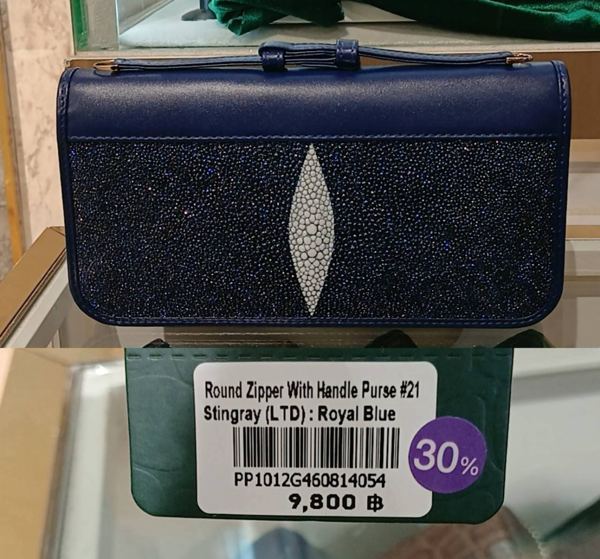 Round Zipper With Handle Purse #21
Stingray (LTD) : Royal Blue
PP1012G460814054
9,800 ฿
30%